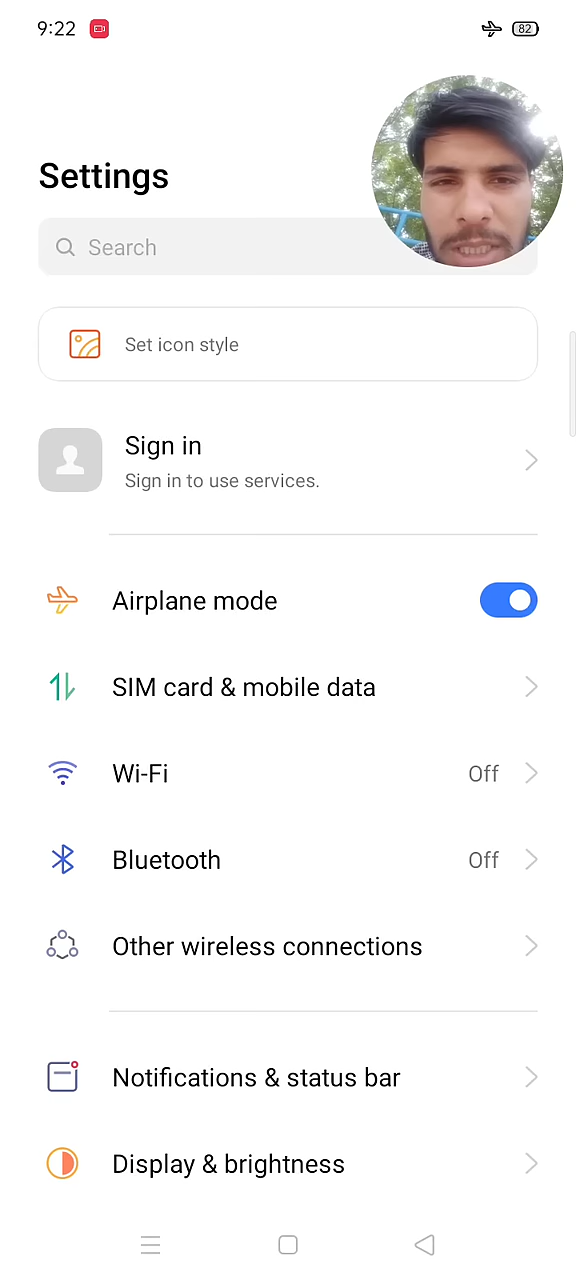 9:22
82
Settings
Search
Set icon style
Sign in
Sign in to use services.
Airplane mode
SIM card & mobile data
Wi-Fi Off
Bluetooth Off
Other wireless connections
Notifications & status bar
Display & brightness